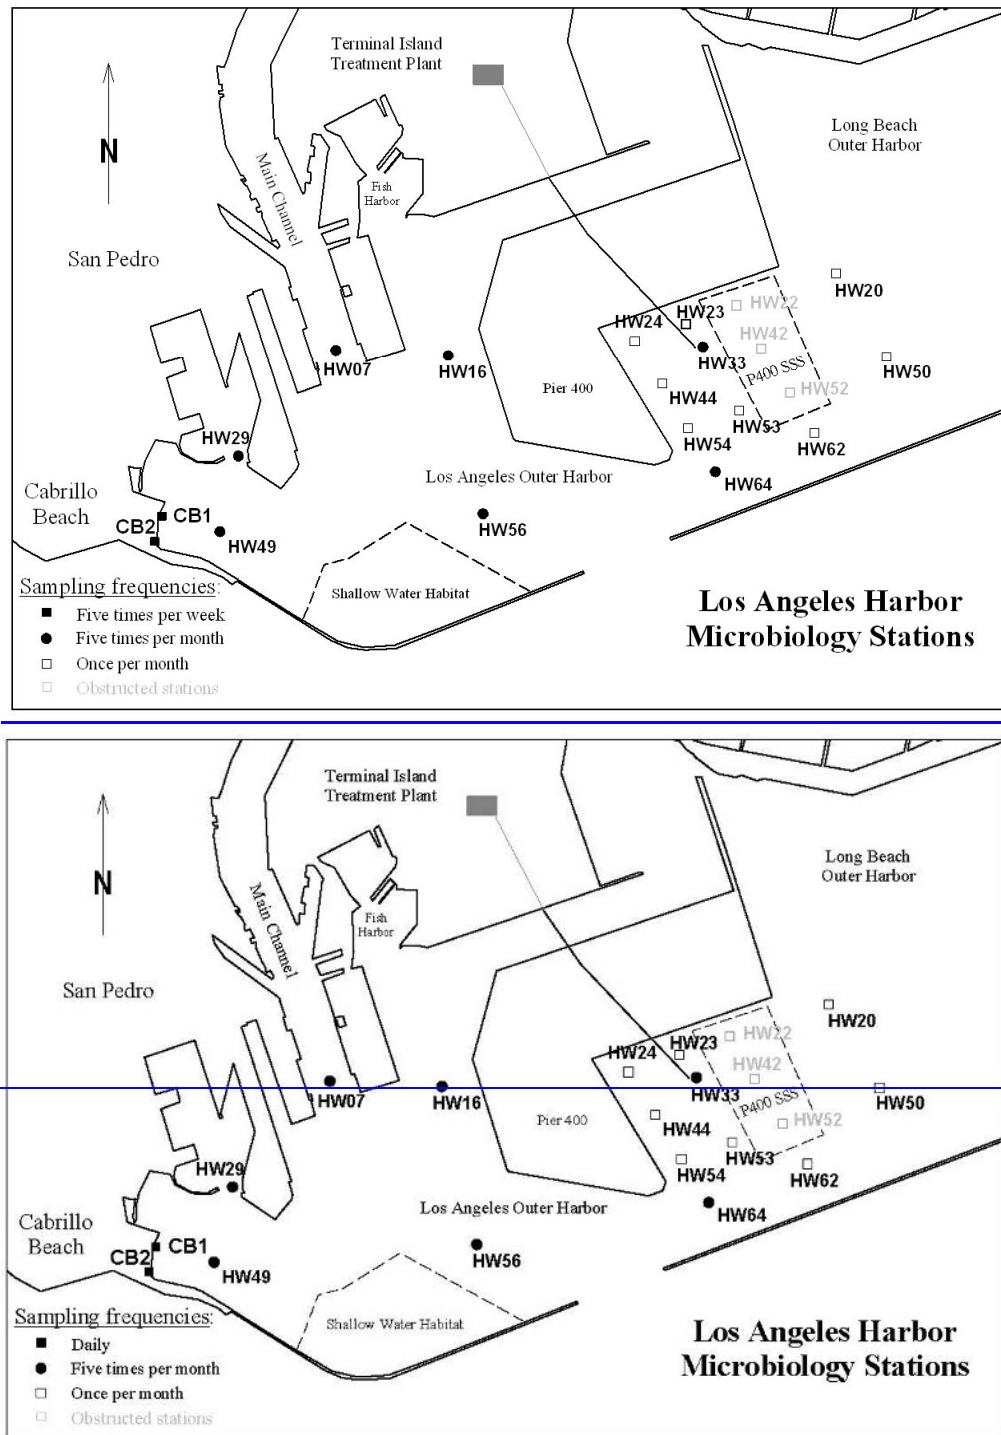 Terminal Island
Treatment Plant
Long Beach
Outer Harbor
N
Main Channel
Fish
Harbor
San Pedro
HW20
HW22
HW23
HW24
HW42
HW33
HW07
HW16
P400 SSS
HW50
Pier 400
HW44
HW52
HW53
HW29
HW54
HW62
Los Angeles Outer Harbor
HW64
Cabrillo
Beach
CB1
CB2
HW49
HW56
Sampling frequencies:
Shallow Water Habitat
Five times per week
Five times per month
Once per month
Obstructed stations
Los Angeles Harbor
Microbiology Stations
Terminal Island
Treatment Plant
Long Beach
Outer Harbor
N
Main Channel
Fish
Harbor
San Pedro
HW20
HW22
HW23
HW24
HW42
HW33
HW07
HW16
P400 SSS
HW50
Pier 400
HW44
HW52
HW53
HW29
HW54
HW62
Los Angeles Outer Harbor
HW64
Cabrillo
Beach
CB1
CB2
HW49
HW56
Sampling frequencies:
Shallow Water Habitat
Daily
Five times per month
Once per month
Obstructed stations
Los Angeles Harbor
Microbiology Stations